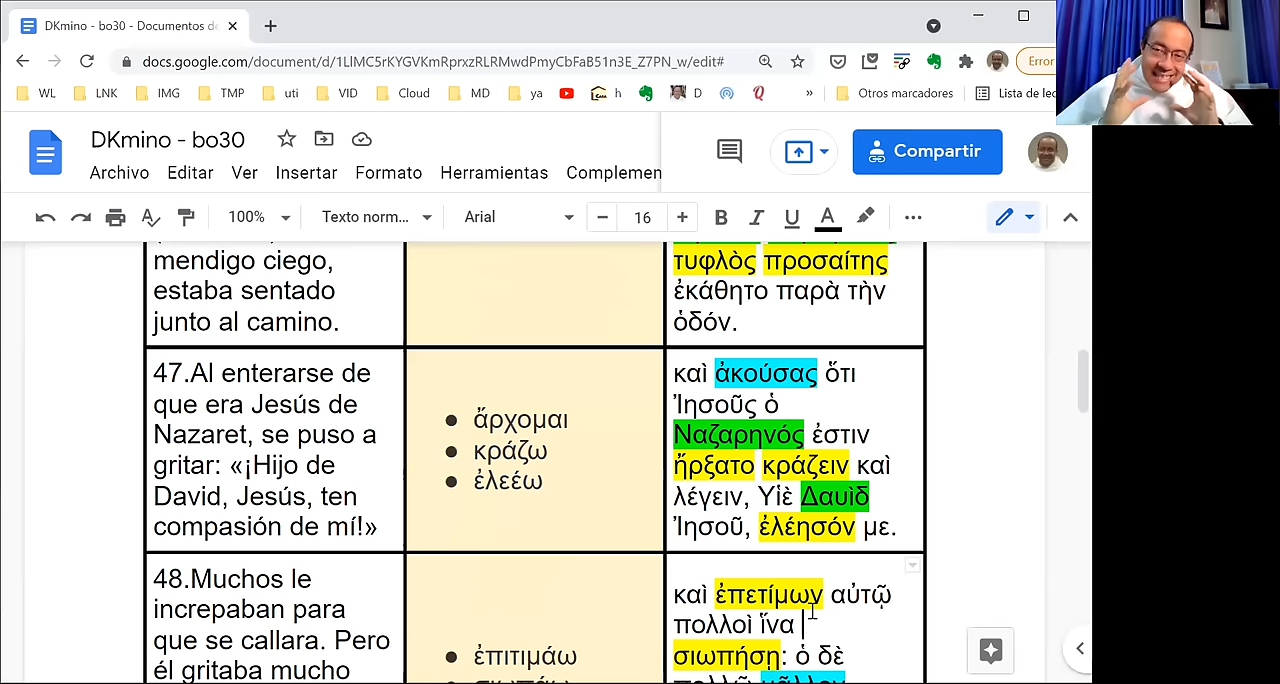 DKmino - bo30 - Documentos de
docs.google.com/document/d/1LlMC5rKYGVKmRprxzRLRMwdPmyCbFaB51n3E_Z7PN_w/edit#
Error
WL LNK IMG TMP uti VID Cloud MD ya h D » Otros marcadores Lista de lec
DKmino - bo30
Compartir
Archivo Editar Ver Insertar Formato Herramientas Complemen
100% Texto norm... Arial 16 B I U A
mendigo ciego,
estaba sentado
junto al camino.
τυφλὸς προσαίτης
ἐκάθητο παρὰ τὴν
ὁδόν.
47.Al enterarse de
que era Jesús de
Nazaret, se puso a
gritar: «¡Hijo de
David, Jesús, ten
compasión de mí!»
● ἄρχομαι
● κράζω
● ἐλεέω
καὶ ἀκούσας ὅτι
Ἰησοῦς ὁ
Ναζαρηνός ἐστιν
ἤρξατο κράζειν καὶ
λέγειν, Υἱὲ Δαυὶδ
Ἰησοῦ, ἐλέησόν με.
48.Muchos le
increpaban para
que se callara. Pero
él gritaba mucho
● ἐπιτιμάω
καὶ ἐπετίμων αὐτῷ
πολλοὶ ἵνα
σιωπήσῃ: ὁ δὲ
πολλῷ μᾶλλον